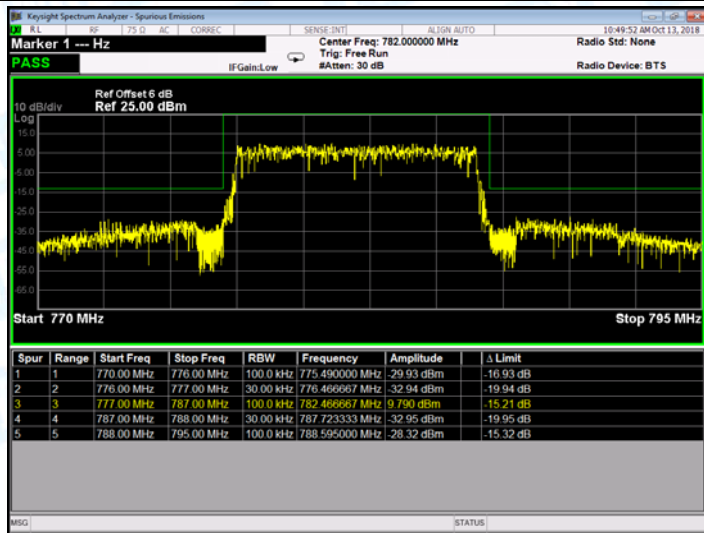 Keysight Spectrum Analyzer - Spurious Emissions
RL RF 75 Ω AC CORREC SENSE:INT ALIGN AUTO 10:49:52 AM Oct 13, 2018
Marker 1 --- Hz Center Freq: 782.000000 MHz Radio Std: None
Trig: Free Run
PASS IFGain:Low #Atten: 30 dB Radio Device: BTS
Ref Offset 6 dB
10 dB/div Ref 25.00 dBm
Log
15.0
5.00
-5.00
-15.0
-25.0
-35.0
-45.0
-55.0
-65.0
Start 770 MHz Stop 795 MHz
Spur Range Start Freq Stop Freq RBW Frequency Amplitude Δ Limit
1 1 770.00 MHz 776.00 MHz 100.0 kHz 775.490000 MHz -29.93 dBm -16.93 dB
2 2 776.00 MHz 777.00 MHz 30.00 kHz 776.466667 MHz -32.94 dBm -19.94 dB
3 3 777.00 MHz 787.00 MHz 100.0 kHz 782.466667 MHz 9.790 dBm -15.21 dB
4 4 787.00 MHz 788.00 MHz 30.00 kHz 787.723333 MHz -32.95 dBm -19.95 dB
5 5 788.00 MHz 795.00 MHz 100.0 kHz 788.595000 MHz -28.32 dBm -15.32 dB
MSG STATUS